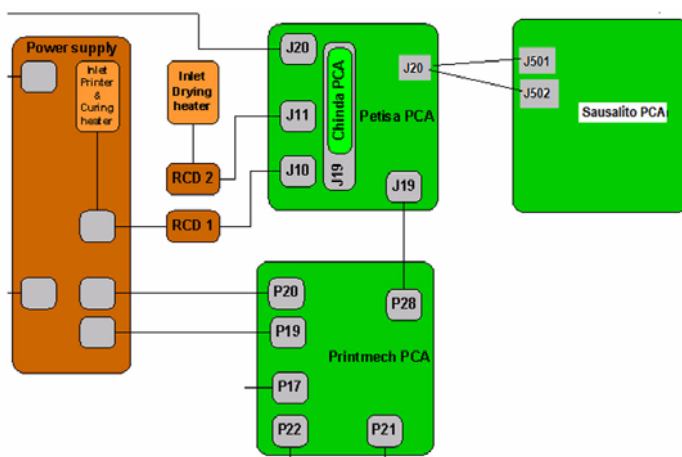 Power supply
Inlet
Printer
&
Curing
heater
Inlet
Drying
heater
RCD 2
RCD 1
J20
J11
J10
Chinda PCA
J19
J20
Petisa PCA
J19
J501
J502
Sausalito PCA
P20
P19
P17
P22
P28
Printmech PCA
P21